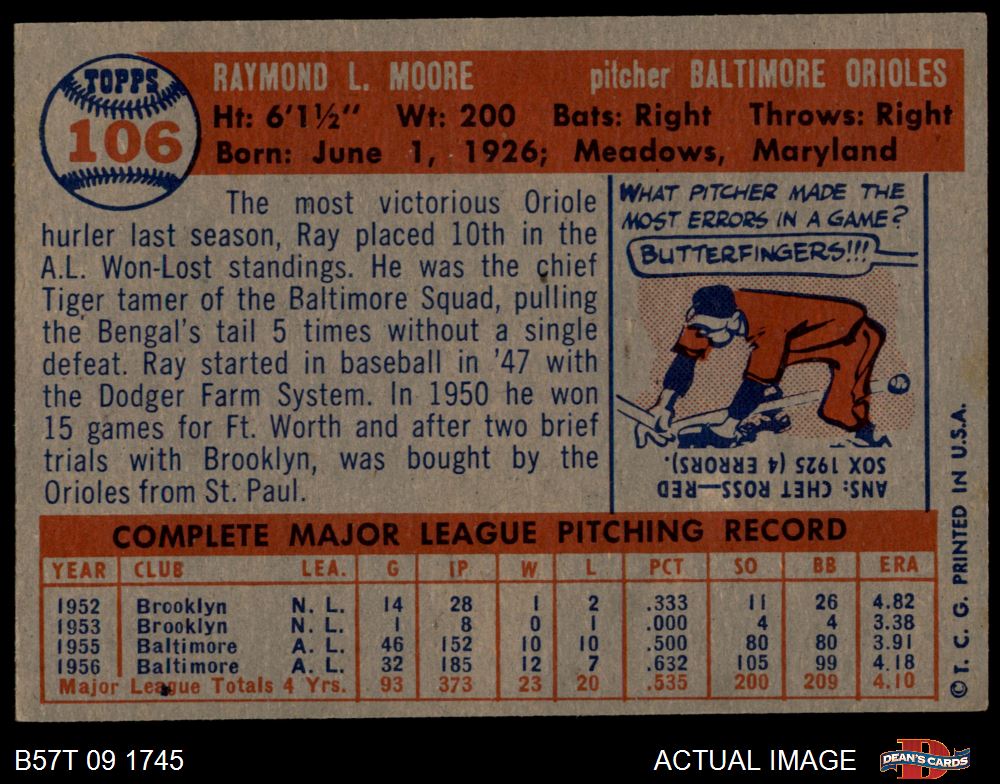 TOPPS
106
RAYMOND L. MOORE pitcher BALTIMORE ORIOLES
Ht: 6'1½" Wt: 200 Bats: Right Throws: Right
Born: June 1, 1926; Meadows, Maryland
The most victorious Oriole
hurler last season, Ray placed 10th in the
A.L. Won-Lost standings. He was the chief
Tiger tamer of the Baltimore Squad, pulling
the Bengal's tail 5 times without a single
defeat. Ray started in baseball in '47 with
the Dodger Farm System. In 1950 he won
15 games for Ft. Worth and after two brief
trials with Brooklyn, was bought by the
Orioles from St. Paul.
WHAT PITCHER MADE THE
MOST ERRORS IN A GAME?
BUTTERFINGERS!!!
ANS: CHET ROSS—RED
SOX 1925 (4 ERRORS).
COMPLETE MAJOR LEAGUE PITCHING RECORD
YEAR CLUB LEA. G IP W L PCT SO BB ERA
1952 Brooklyn N. L. 14 28 1 2 .333 11 26 4.82
1953 Brooklyn N. L. 1 8 0 1 .000 4 4 3.38
1955 Baltimore A. L. 46 152 10 10 .500 80 80 3.91
1956 Baltimore A. L. 32 185 12 7 .632 105 99 4.18
Major League Totals 4 Yrs. 93 373 23 20 .535 200 209 4.10
© T. C. G. PRINTED IN U.S.A.
B57T 09 1745
ACTUAL IMAGE
DEAN'S CARDS